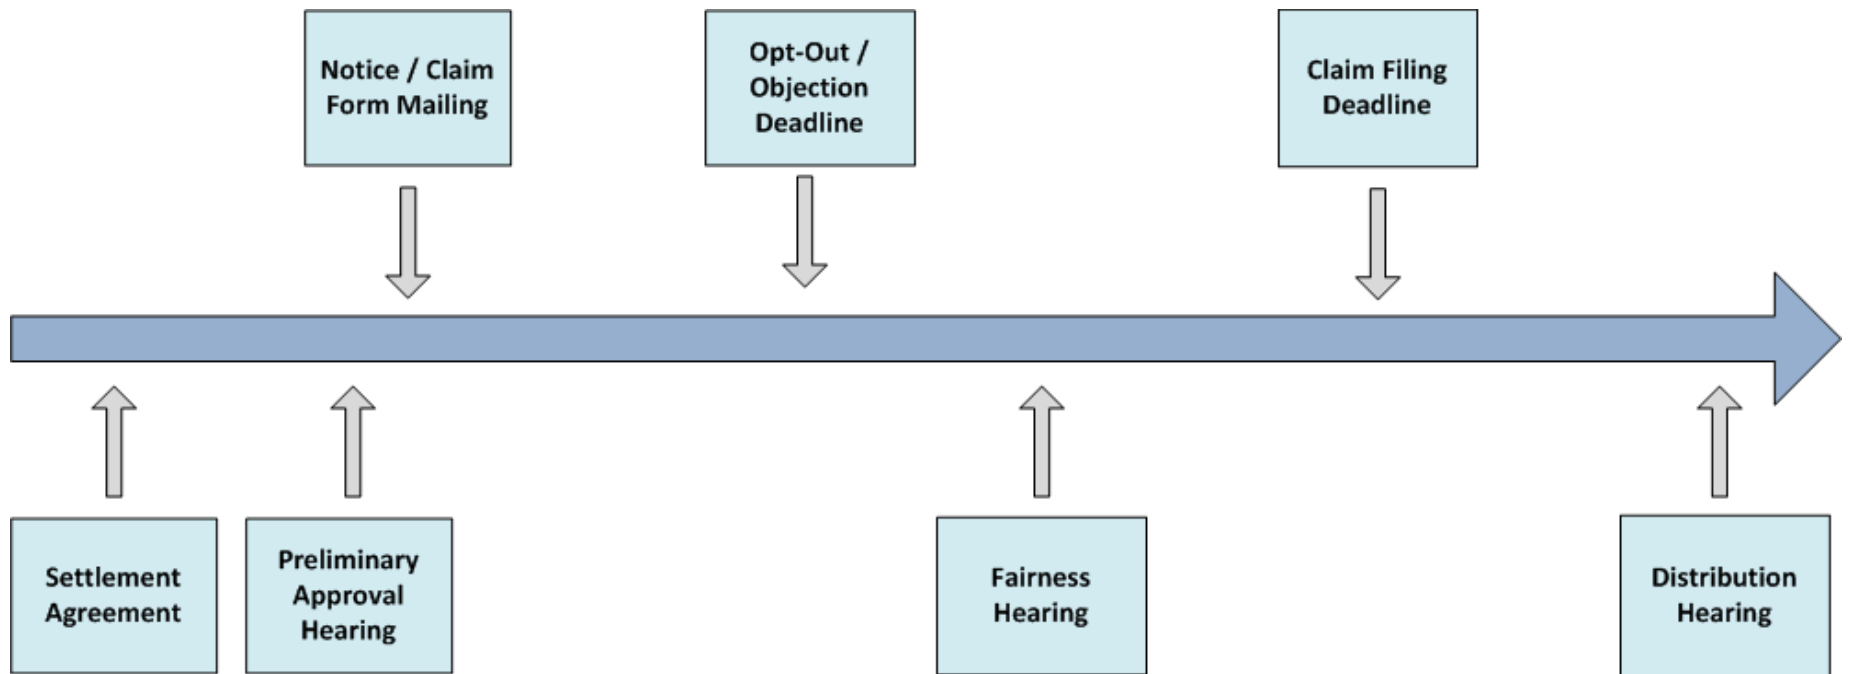 Notice / Claim
Form Mailing
Opt-Out /
Objection
Deadline
Claim Filing
Deadline
Settlement
Agreement
Preliminary
Approval
Hearing
Fairness
Hearing
Distribution
Hearing